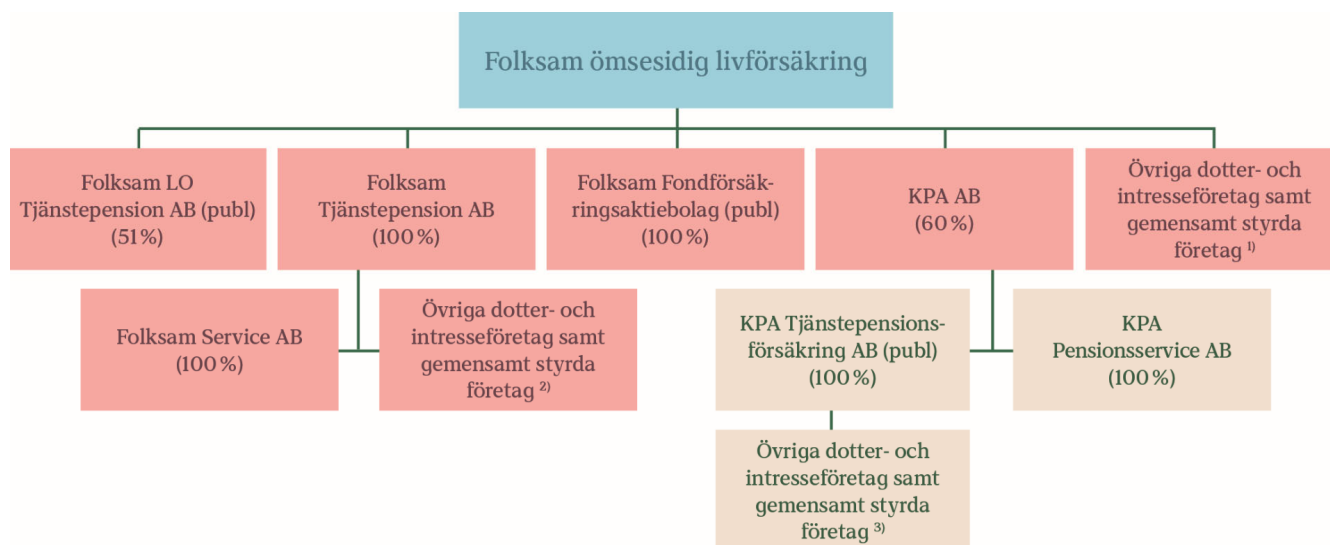 Folksam ömsesidig livförsäkring
Folksam LO
Tjänstepension AB (publ)
(51 %)
Folksam
Tjänstepension AB
(100 %)
Folksam Fondförsäk-
ringsaktiebolag (publ)
(100 %)
KPA AB
(60 %)
Övriga dotter- och
intresseföretag samt
gemensamt styrda
företag 1)
Folksam Service AB
(100 %)
Övriga dotter- och
intresseföretag samt
gemensamt styrda
företag 2)
KPA Tjänstepensions-
försäkring AB (publ)
(100 %)
KPA
Pensionsservice AB
(100 %)
Övriga dotter- och
intresseföretag samt
gemensamt styrda
företag 3)